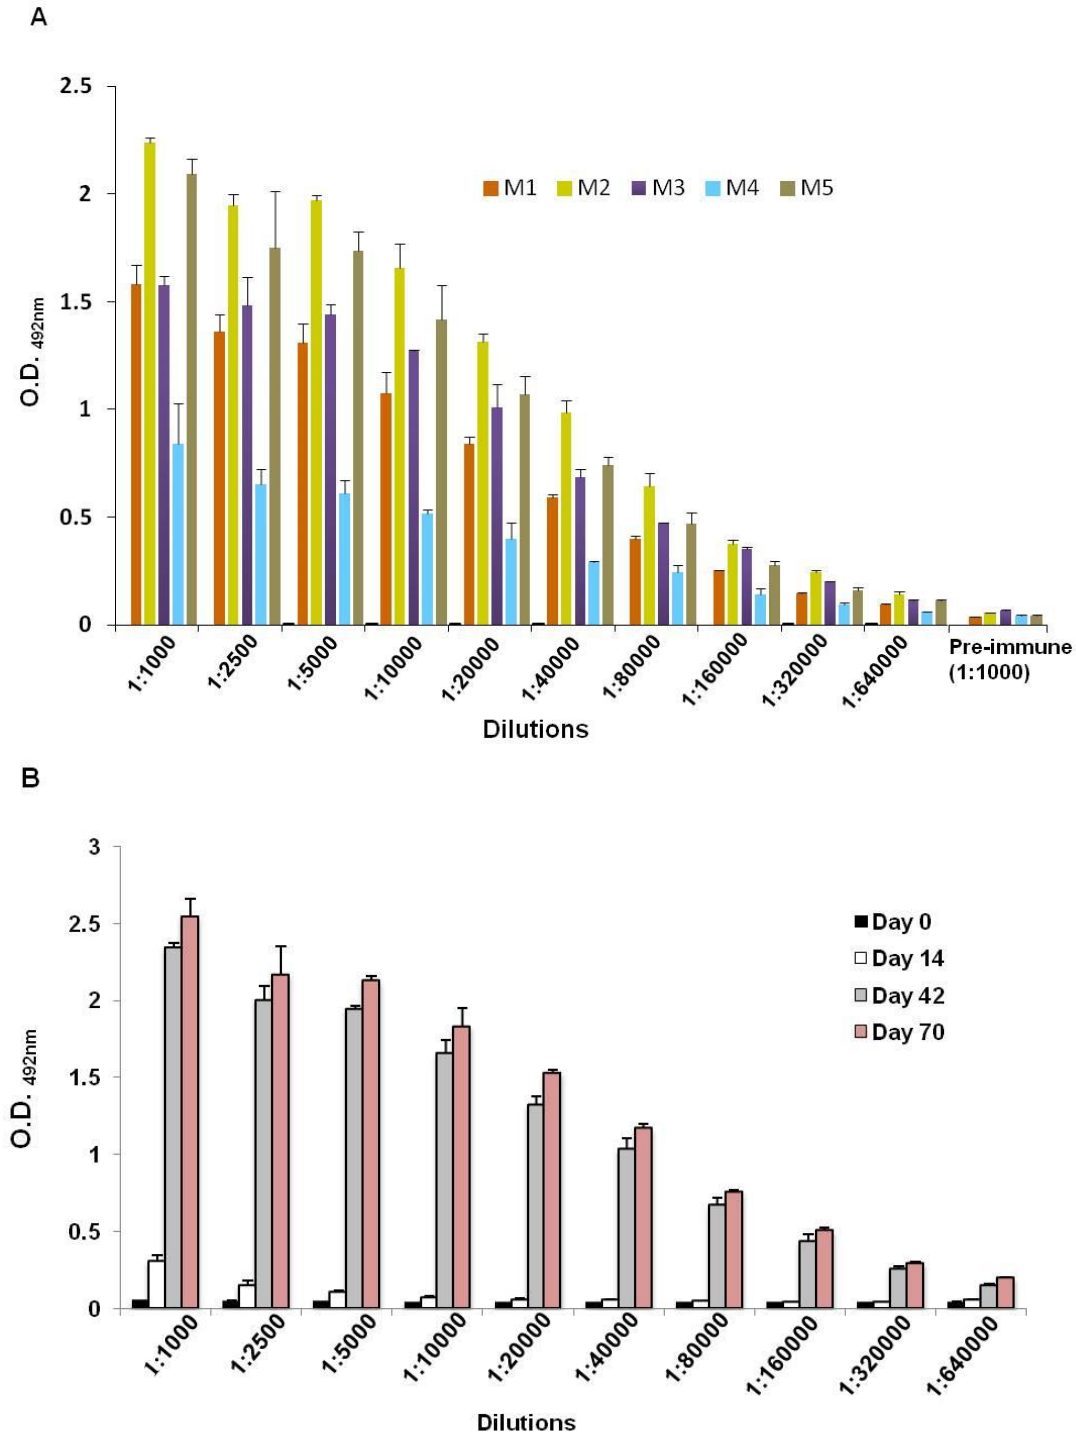 A
2.5
2
1.5
1
0.5
0
O.D. 492nm
M1 M2 M3 M4 M5
1:1000 1:2500 1:5000 1:10000 1:20000 1:40000 1:80000 1:160000 1:320000 1:640000 Pre-immune
(1:1000)
Dilutions
B
3
2.5
2
1.5
1
0.5
0
O.D. 492nm
Day 0
Day 14
Day 42
Day 70
1:1000 1:2500 1:5000 1:10000 1:20000 1:40000 1:80000 1:160000 1:320000 1:640000
Dilutions